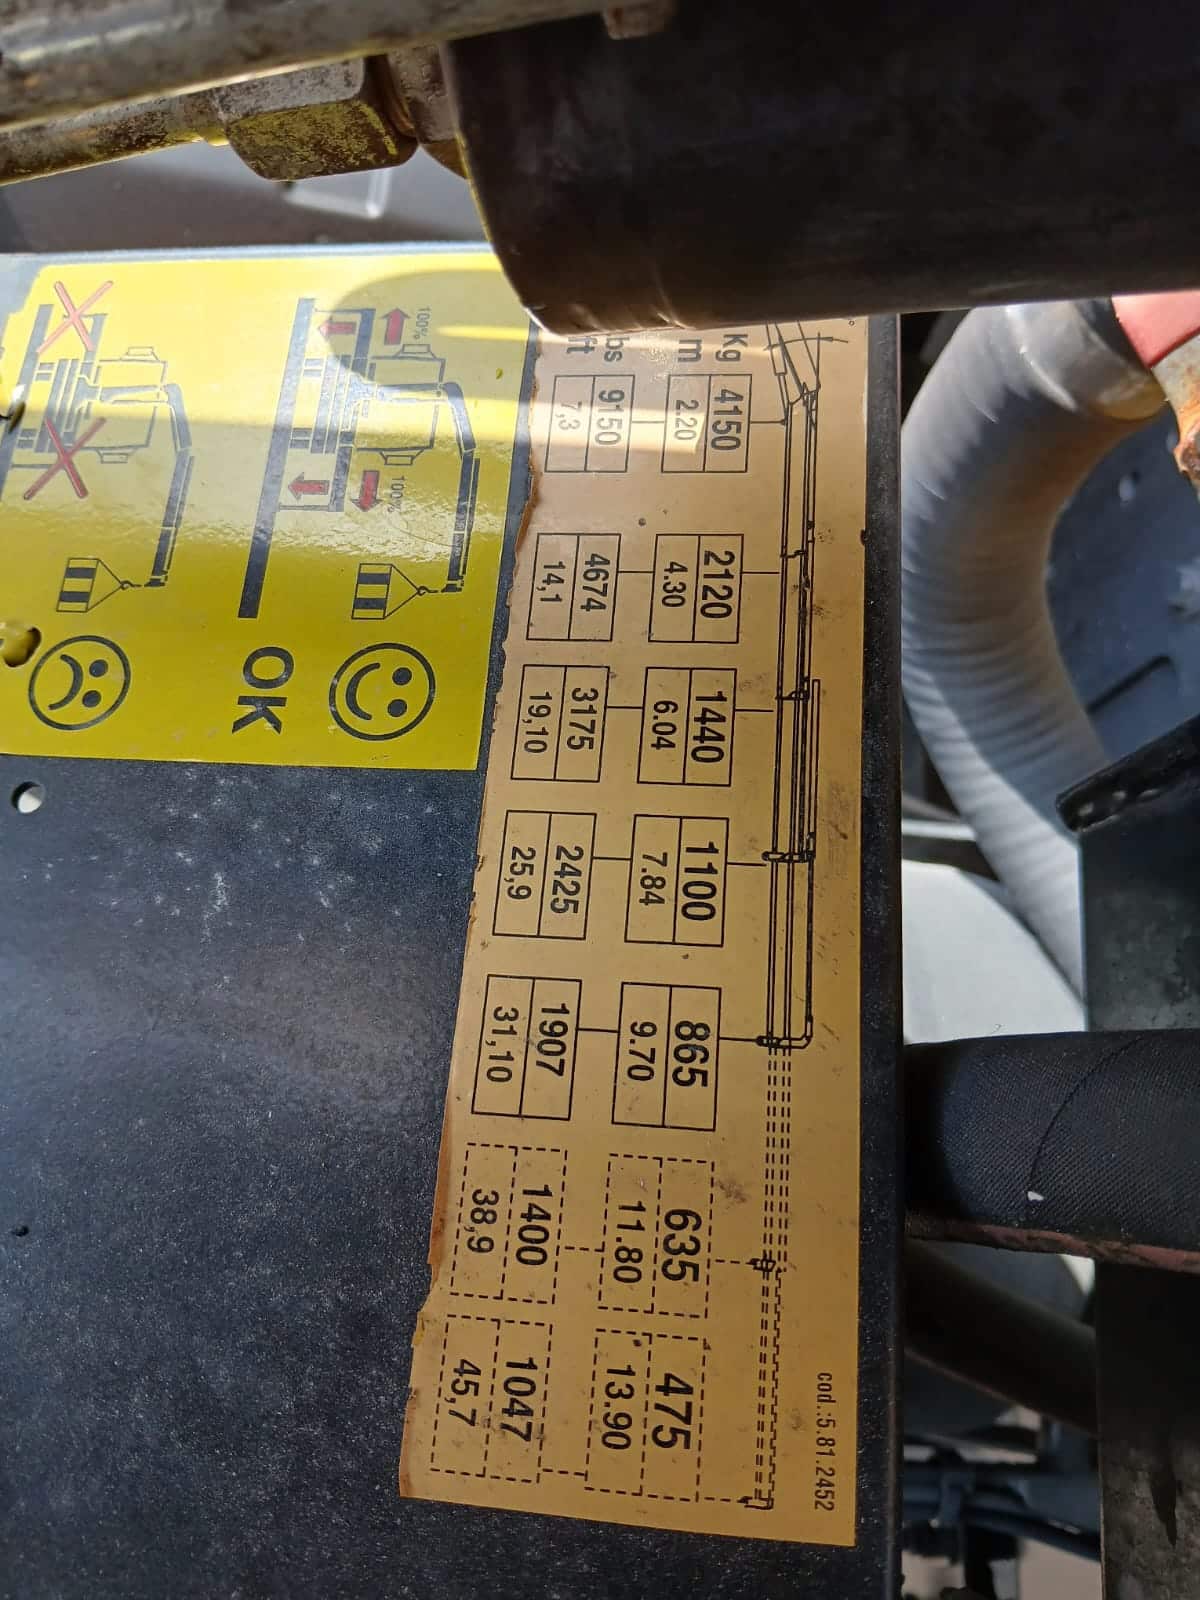 Kg 4150 2120 1440 1100 865 635 475
m 2.20 4.30 6.04 7.84 9.70 11.80 13.90
9150 4674 3175 2425 1907 1400 1047
ft 7,3 14,1 19,10 25,9 31,10 38,9 45,7
cod.:5.81.2452
100% 100%
OK